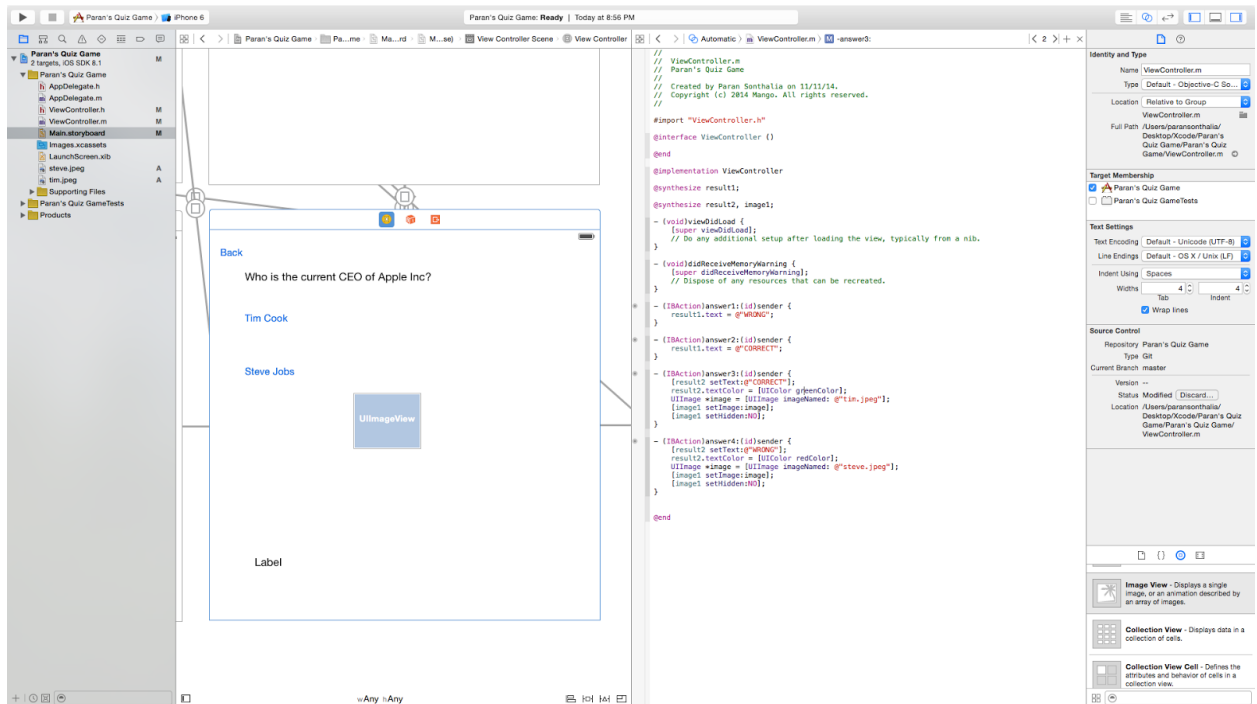 Paran's Quiz Game
iPhone 6
Paran's Quiz Game: Ready | Today at 8:56 PM
Paran's Quiz Game
2 targets, iOS SDK 8.1
M
Paran's Quiz Game
AppDelegate.h
AppDelegate.m
ViewController.h
M
ViewController.m
M
Main.storyboard
M
Images.xcassets
LaunchScreen.xib
steve.jpeg
A
tim.jpeg
A
Supporting Files
Paran's Quiz GameTests
Products
Paran's Quiz Game
Pa...me
Ma...rd
M...se)
View Controller Scene
View Controller
Back
Who is the current CEO of Apple Inc?
Tim Cook
Steve Jobs
UIImageView
Label
wAny hAny
Automatic
ViewController.m
M -answer3:
2
//
// ViewController.m
// Paran's Quiz Game
//
// Created by Paran Sonthalia on 11/11/14.
// Copyright (c) 2014 Mango. All rights reserved.
//
#import "ViewController.h"
@interface ViewController ()
@end
@implementation ViewController
@synthesize result1;
@synthesize result2, image1;
- (void)viewDidLoad {
[super viewDidLoad];
// Do any additional setup after loading the view, typically from a nib.
}
- (void)didReceiveMemoryWarning {
[super didReceiveMemoryWarning];
// Dispose of any resources that can be recreated.
}
- (IBAction)answer1:(id)sender {
result1.text = @"WRONG";
}
- (IBAction)answer2:(id)sender {
result1.text = @"CORRECT";
}
- (IBAction)answer3:(id)sender {
[result2 setText:@"CORRECT"];
result2.textColor = [UIColor greenColor];
UIImage *image = [UIImage imageNamed: @"tim.jpeg"];
[image1 setImage:image];
[image1 setHidden:NO];
}
- (IBAction)answer4:(id)sender {
[result2 setText:@"WRONG"];
result2.textColor = [UIColor redColor];
UIImage *image = [UIImage imageNamed: @"steve.jpeg"];
[image1 setImage:image];
[image1 setHidden:NO];
}
@end
Identity and Type
Name ViewController.m
Type Default - Objective-C So...
Location Relative to Group
ViewController.m
Full Path /Users/paransonthalia/
Desktop/Xcode/Paran's
Quiz Game/Paran's Quiz
Game/ViewController.m
Target Membership
Paran's Quiz Game
Paran's Quiz GameTests
Text Settings
Text Encoding Default - Unicode (UTF-8)
Line Endings Default - OS X / Unix (LF)
Indent Using Spaces
Widths 4 4
Tab Indent
Wrap lines
Source Control
Repository Paran's Quiz Game
Type Git
Current Branch master
Version --
Status Modified Discard...
Location /Users/paransonthalia/
Desktop/Xcode/Paran's Quiz
Game/Paran's Quiz Game/
ViewController.m
Image View - Displays a single
image, or an animation described by
an array of images.
Collection View - Displays data in a
collection of cells.
Collection View Cell - Defines the
attributes and behavior of cells in a
collection view.